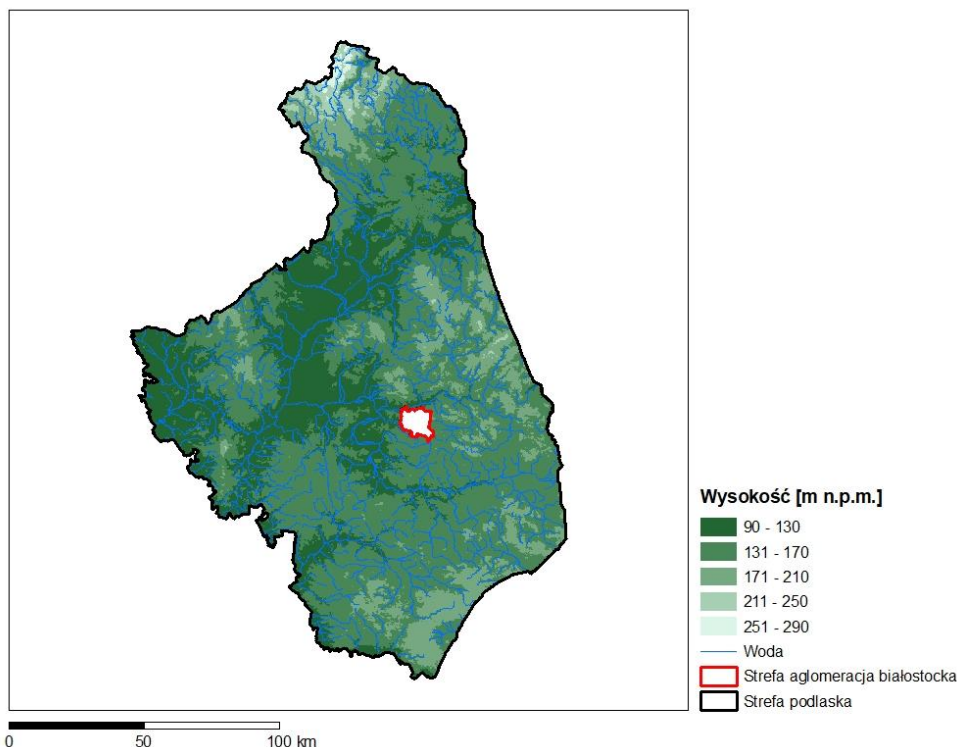 Wysokość [m n.p.m.]
90 - 130
131 - 170
171 - 210
211 - 250
251 - 290
Woda
Strefa aglomeracja białostocka
Strefa podlaska
0 50 100 km